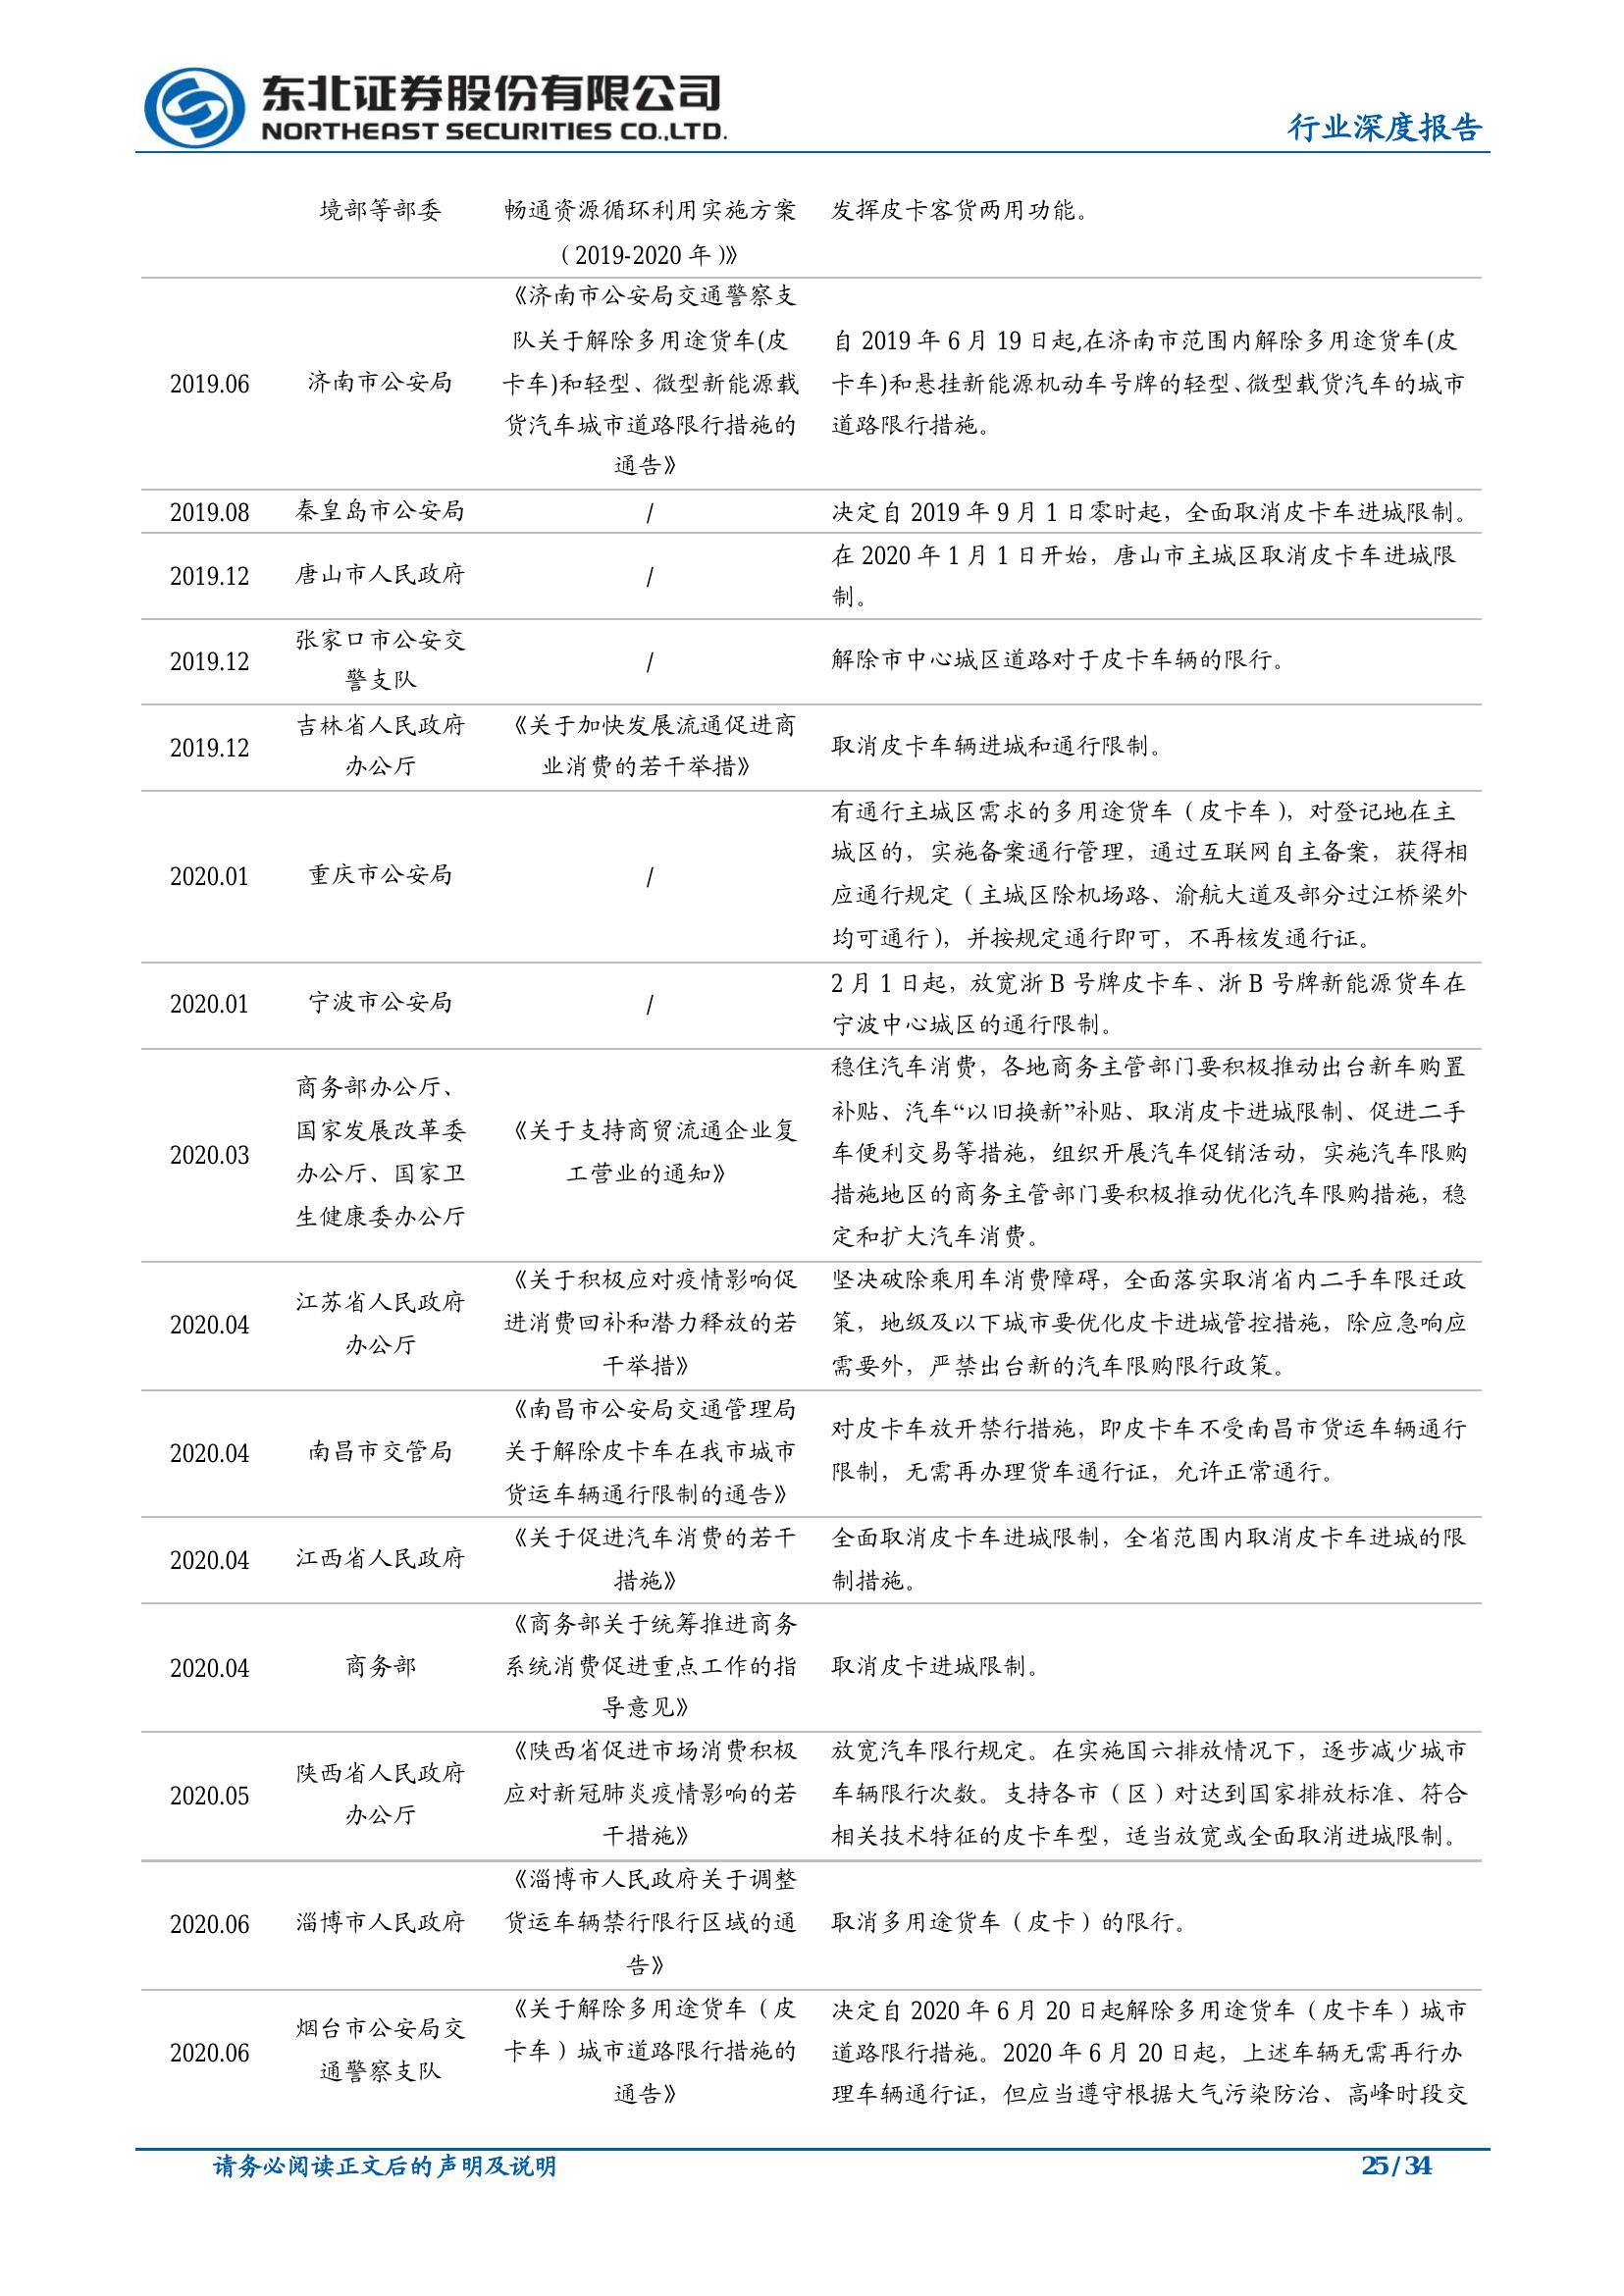 东北证券股份有限公司
NORTHEAST SECURITIES CO.,LTD.
行业深度报告
境部等部委
畅通资源循环利用实施方案
（2019-2020 年）》
发挥皮卡客货两用功能。
2019.06
济南市公安局
《济南市公安局交通警察支
队关于解除多用途货车(皮
卡车)和轻型、微型新能源载
货汽车城市道路限行措施的
通告》
自 2019 年 6 月 19 日起,在济南市范围内解除多用途货车(皮
卡车)和悬挂新能源机动车号牌的轻型、微型载货汽车的城市
道路限行措施。
2019.08
秦皇岛市公安局
/
决定自 2019 年 9 月 1 日零时起，全面取消皮卡车进城限制。
2019.12
唐山市人民政府
/
在 2020 年 1 月 1 日开始，唐山市主城区取消皮卡车进城限
制。
2019.12
张家口市公安交
警支队
/
解除市中心城区道路对于皮卡车辆的限行。
2019.12
吉林省人民政府
办公厅
《关于加快发展流通促进商
业消费的若干举措》
取消皮卡车辆进城和通行限制。
2020.01
重庆市公安局
/
有通行主城区需求的多用途货车（皮卡车），对登记地在主
城区的，实施备案通行管理，通过互联网自主备案，获得相
应通行规定（主城区除机场路、渝航大道及部分过江桥梁外
均可通行），并按规定通行即可，不再核发通行证。
2020.01
宁波市公安局
/
2 月 1 日起，放宽浙 B 号牌皮卡车、浙 B 号牌新能源货车在
宁波中心城区的通行限制。
2020.03
商务部办公厅、
国家发展改革委
办公厅、国家卫
生健康委办公厅
《关于支持商贸流通企业复
工营业的通知》
稳住汽车消费，各地商务主管部门要积极推动出台新车购置
补贴、汽车“以旧换新”补贴、取消皮卡进城限制、促进二手
车便利交易等措施，组织开展汽车促销活动，实施汽车限购
措施地区的商务主管部门要积极推动优化汽车限购措施，稳
定和扩大汽车消费。
2020.04
江苏省人民政府
办公厅
《关于积极应对疫情影响促
进消费回补和潜力释放的若
干举措》
坚决破除乘用车消费障碍，全面落实取消省内二手车限迁政
策，地级及以下城市要优化皮卡进城管控措施，除应急响应
需要外，严禁出台新的汽车限购限行政策。
2020.04
南昌市交管局
《南昌市公安局交通管理局
关于解除皮卡车在我市城市
货运车辆通行限制的通告》
对皮卡车放开禁行措施，即皮卡车不受南昌市货运车辆通行
限制，无需再办理货车通行证，允许正常通行。
2020.04
江西省人民政府
《关于促进汽车消费的若干
措施》
全面取消皮卡车进城限制，全省范围内取消皮卡车进城的限
制措施。
2020.04
商务部
《商务部关于统筹推进商务
系统消费促进重点工作的指
导意见》
取消皮卡进城限制。
2020.05
陕西省人民政府
办公厅
《陕西省促进市场消费积极
应对新冠肺炎疫情影响的若
干措施》
放宽汽车限行规定。在实施国六排放情况下，逐步减少城市
车辆限行次数。支持各市（区）对达到国家排放标准、符合
相关技术特征的皮卡车型，适当放宽或全面取消进城限制。
2020.06
淄博市人民政府
《淄博市人民政府关于调整
货运车辆禁行限行区域的通
告》
取消多用途货车（皮卡）的限行。
2020.06
烟台市公安局交
通警察支队
《关于解除多用途货车（皮
卡车）城市道路限行措施的
通告》
决定自 2020 年 6 月 20 日起解除多用途货车（皮卡车）城市
道路限行措施。2020 年 6 月 20 日起，上述车辆无需再行办
理车辆通行证，但应当遵守根据大气污染防治、高峰时段交
请务必阅读正文后的声明及说明
25 / 34